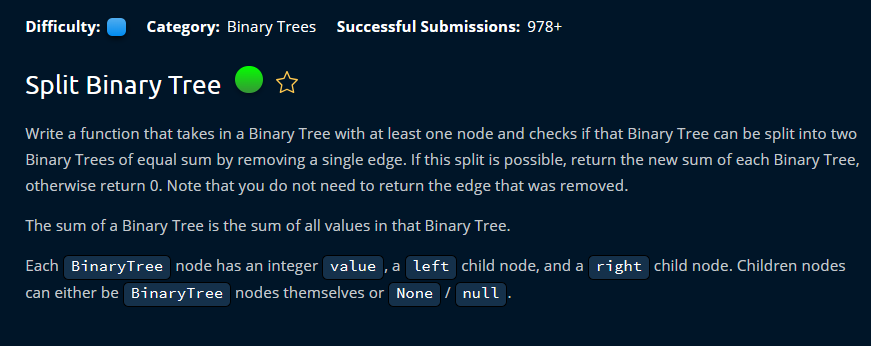 Difficulty: Category: Binary Trees Successful Submissions: 978+
Split Binary Tree
Write a function that takes in a Binary Tree with at least one node and checks if that Binary Tree can be split into two
Binary Trees of equal sum by removing a single edge. If this split is possible, return the new sum of each Binary Tree,
otherwise return 0. Note that you do not need to return the edge that was removed.
The sum of a Binary Tree is the sum of all values in that Binary Tree.
Each BinaryTree node has an integer value, a left child node, and a right child node. Children nodes
can either be BinaryTree nodes themselves or None / null.